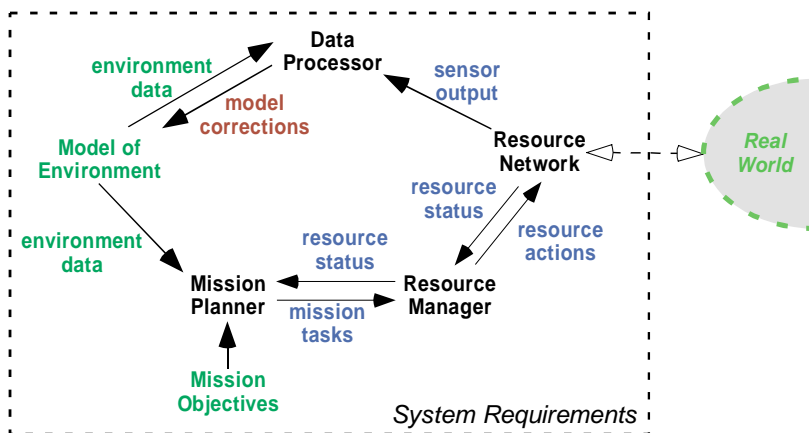 Data
Processor
environment
data
sensor
output
model
corrections
Model of
Environment
Resource
Network
Real
World
resource
status
resource
actions
environment
data
resource
status
Mission
Planner
Resource
Manager
mission
tasks
Mission
Objectives
System Requirements